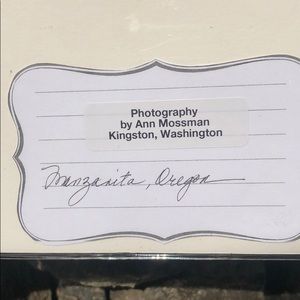 Photography
by Ann Mossman
Kingston, Washington
Manzanita, Oregon